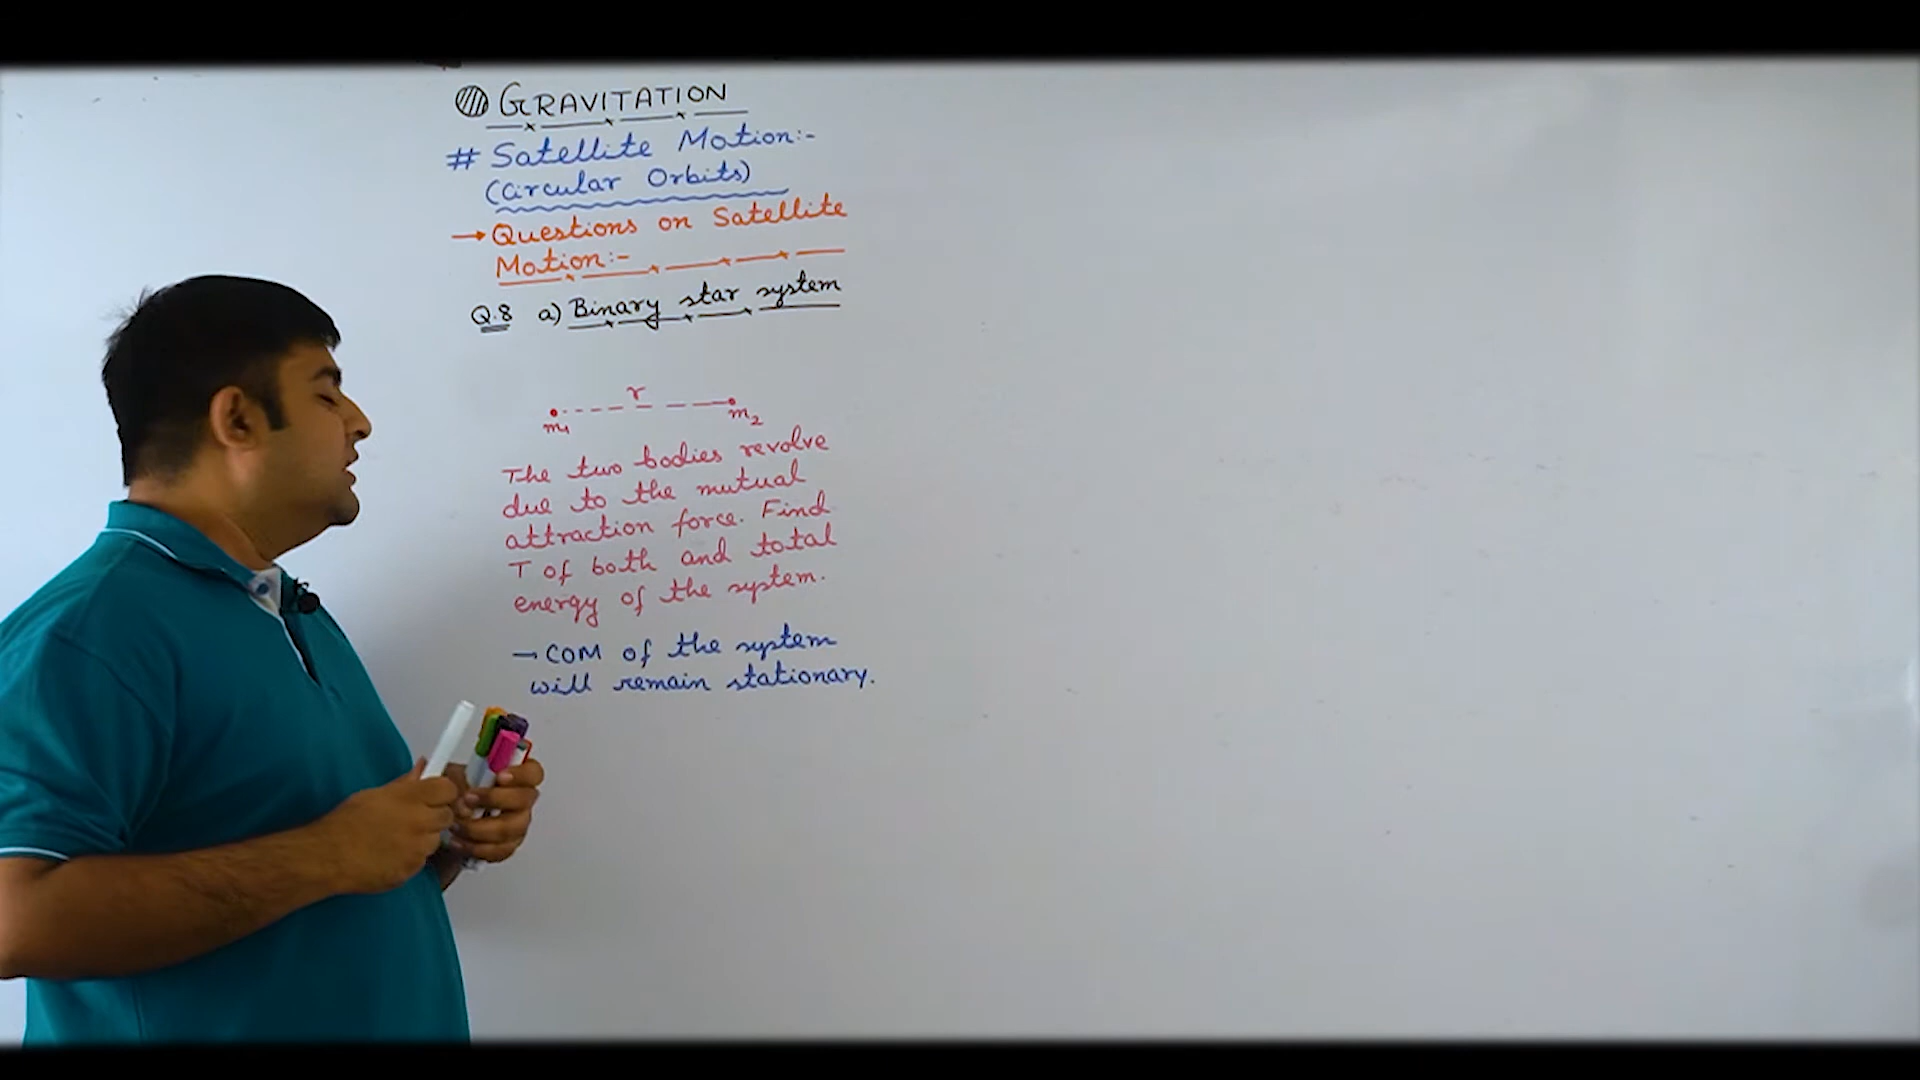 GRAVITATION
# Satellite Motion:-
(Circular Orbits)
→ Questions on Satellite
Motion:-
Q.8 a) Binary star system
r
m₁ m₂
The two bodies revolve
due to the mutual
attraction force. Find
T of both and total
energy of the system.
→ COM of the system
will remain stationary.